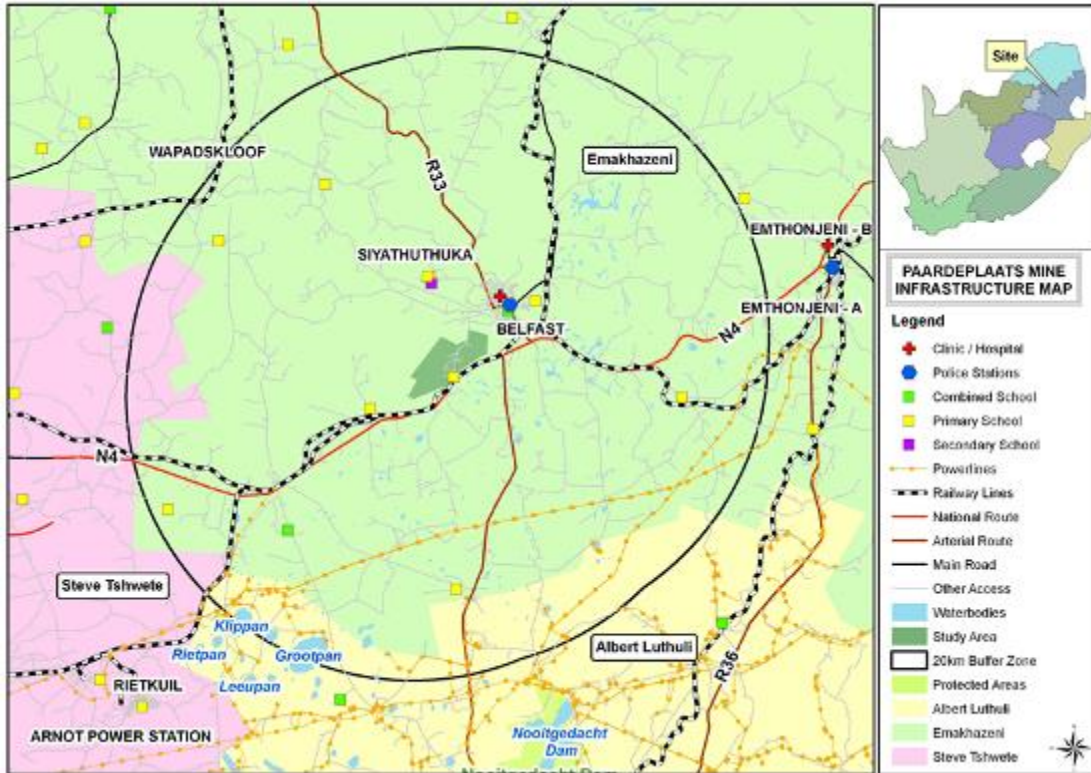 WAPADSKLOOF
R33
Emakhazeni
EMTHONJENI - B
SIYATHUTHUKA
EMTHONJENI - A
BELFAST
N4
N4
Steve Tshwete
Klippan
Rietpan
Grootpan
Leeupan
Albert Luthuli
R36
RIETKUIL
ARNOT POWER STATION
Nooitgedacht
Dam
Nooitgedacht Dam
Site
PAARDEPLAATS MINE
INFRASTRUCTURE MAP
Legend
Clinic / Hospital
Police Stations
Combined School
Primary School
Secondary School
Powerlines
Railway Lines
National Route
Arterial Route
Main Road
Other Access
Waterbodies
Study Area
20km Buffer Zone
Protected Areas
Albert Luthuli
Emakhazeni
Steve Tshwete